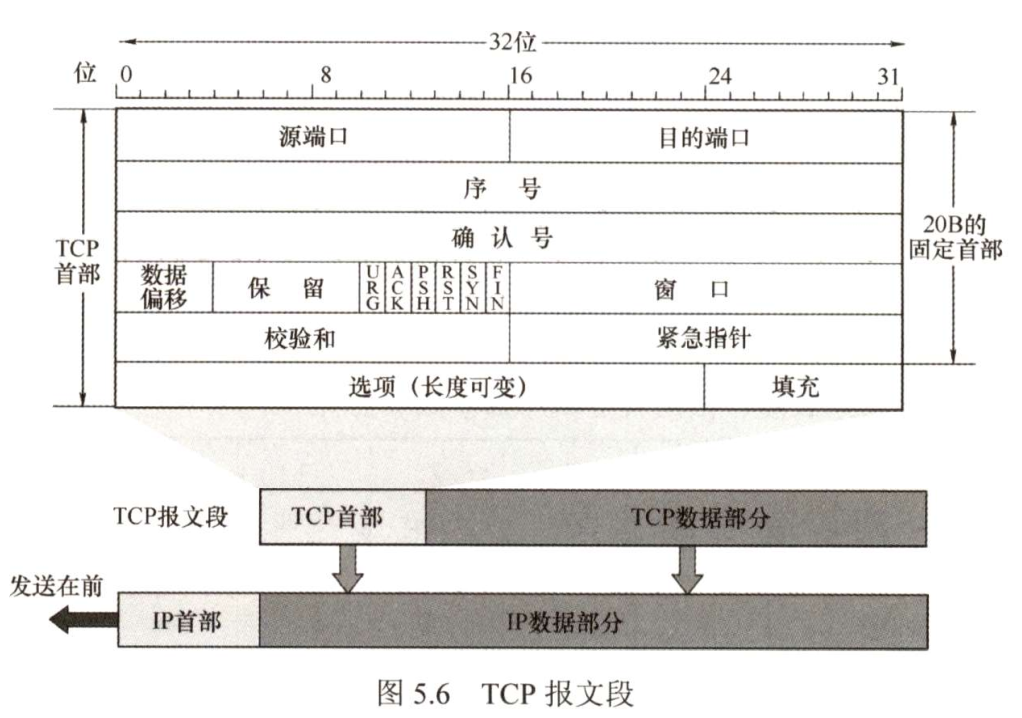 32位
位 0 8 16 24 31
源端口 目的端口
序 号
确 认 号
TCP
首部
20B的
固定首部
数据
偏移
保 留
URG ACK PSH RST SYN FIN
窗 口
校验和 紧急指针
选项（长度可变） 填充
TCP报文段 TCP首部 TCP数据部分
发送在前
IP首部 IP数据部分
图 5.6 TCP 报文段